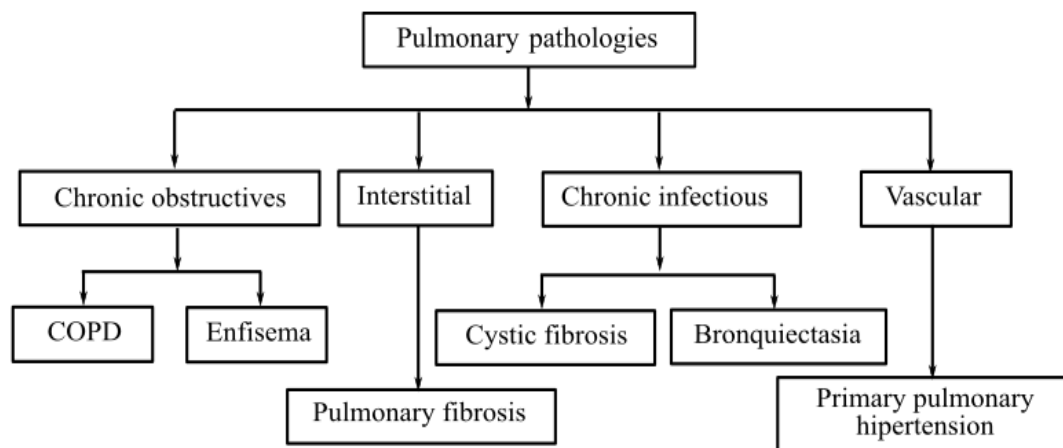 Pulmonary pathologies
Chronic obstructives
Interstitial
Chronic infectious
Vascular
COPD
Enfisema
Cystic fibrosis
Bronquiectasia
Pulmonary fibrosis
Primary pulmonary
hipertension